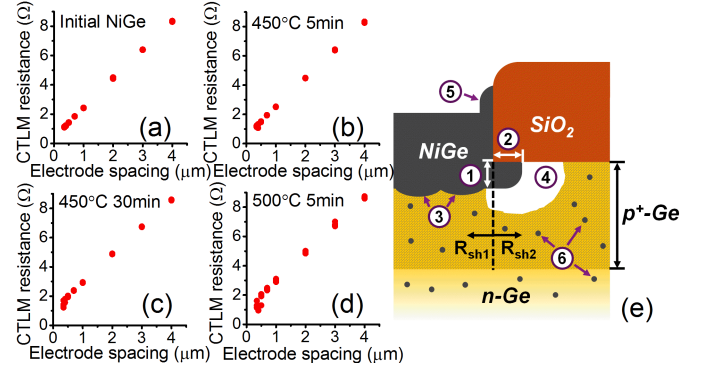 CTLM resistance (Ω)
8
6
4
2
0
Initial NiGe
(a)
0 1 2 3 4
Electrode spacing (μm)
CTLM resistance (Ω)
8
6
4
2
0
450°C 5min
(b)
0 1 2 3 4
Electrode spacing (μm)
CTLM resistance (Ω)
8
6
4
2
0
450°C 30min
(c)
0 1 2 3 4
Electrode spacing (μm)
CTLM resistance (Ω)
8
6
4
2
0
500°C 5min
(d)
0 1 2 3 4
Electrode spacing (μm)
5
2
SiO₂
NiGe
1
4
3
p⁺-Ge
Rsh1 Rsh2
6
n-Ge
(e)